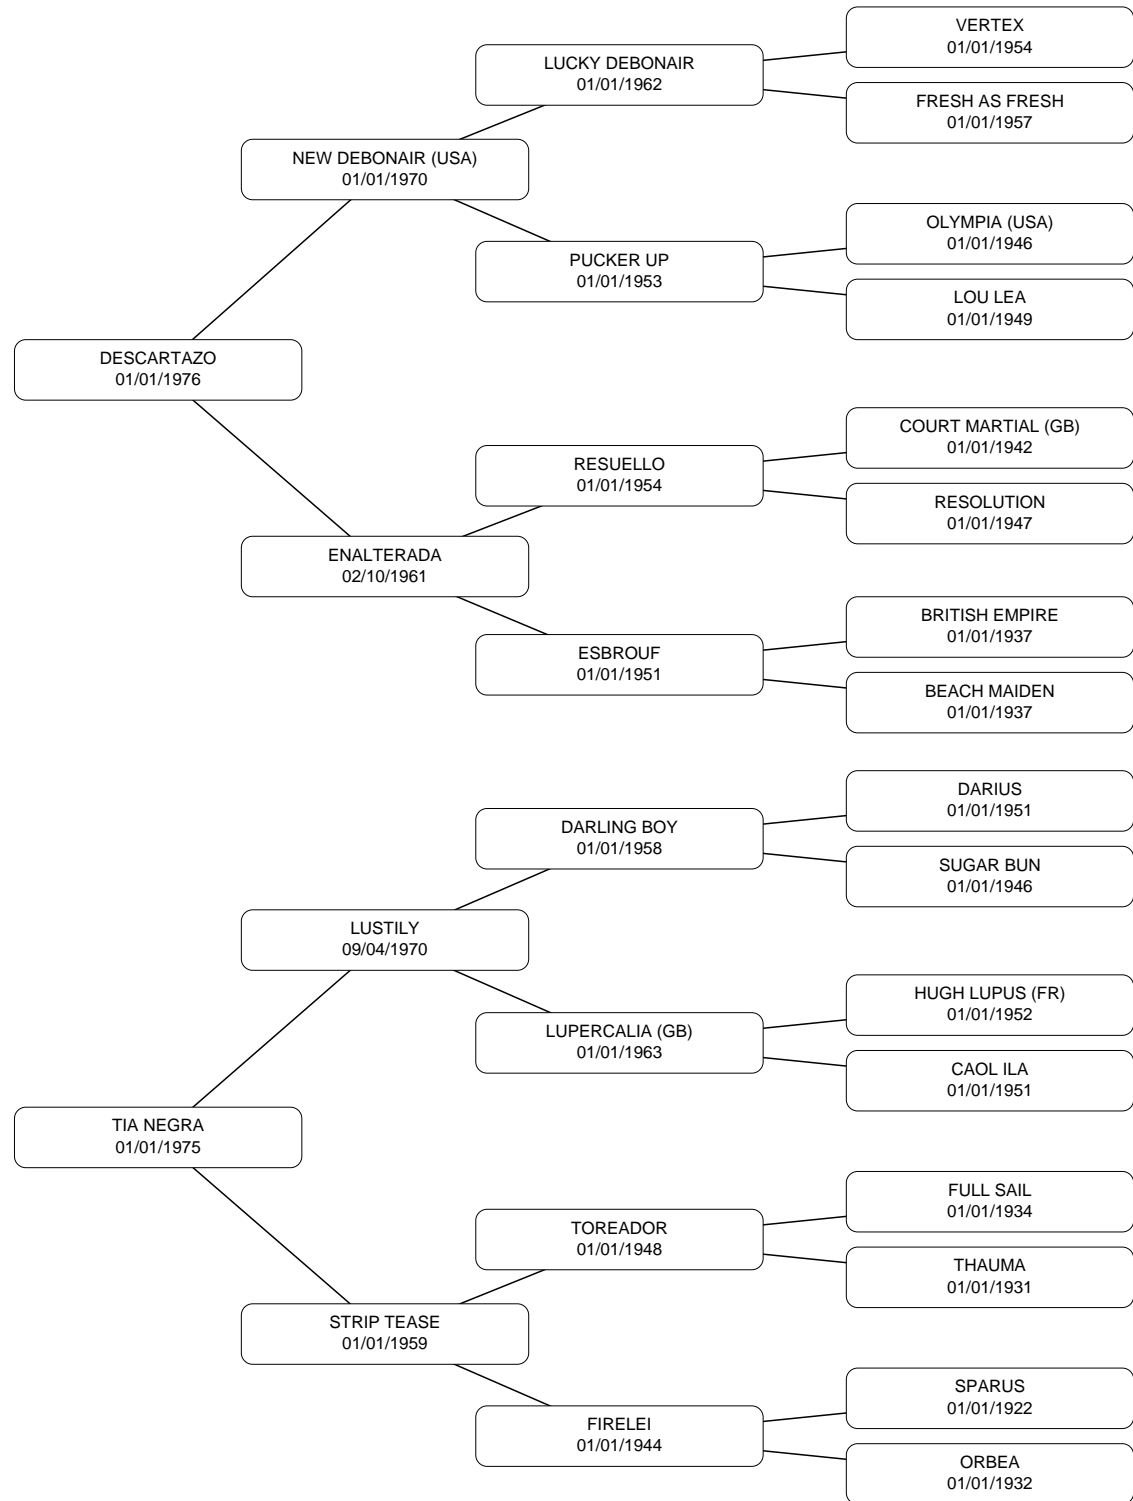 VERTEX
01/01/1954
LUCKY DEBONAIR
01/01/1962
FRESH AS FRESH
01/01/1957
NEW DEBONAIR (USA)
01/01/1970
OLYMPIA (USA)
01/01/1946
PUCKER UP
01/01/1953
LOU LEA
01/01/1949
DESCARTAZO
01/01/1976
COURT MARTIAL (GB)
01/01/1942
RESUELLO
01/01/1954
RESOLUTION
01/01/1947
ENALTERADA
02/10/1961
BRITISH EMPIRE
01/01/1937
ESBROUF
01/01/1951
BEACH MAIDEN
01/01/1937
DARIUS
01/01/1951
DARLING BOY
01/01/1958
SUGAR BUN
01/01/1946
LUSTILY
09/04/1970
HUGH LUPUS (FR)
01/01/1952
LUPERCALIA (GB)
01/01/1963
CAOL ILA
01/01/1951
TIA NEGRA
01/01/1975
FULL SAIL
01/01/1934
TOREADOR
01/01/1948
THAUMA
01/01/1931
STRIP TEASE
01/01/1959
SPARUS
01/01/1922
FIRELEI
01/01/1944
ORBEA
01/01/1932